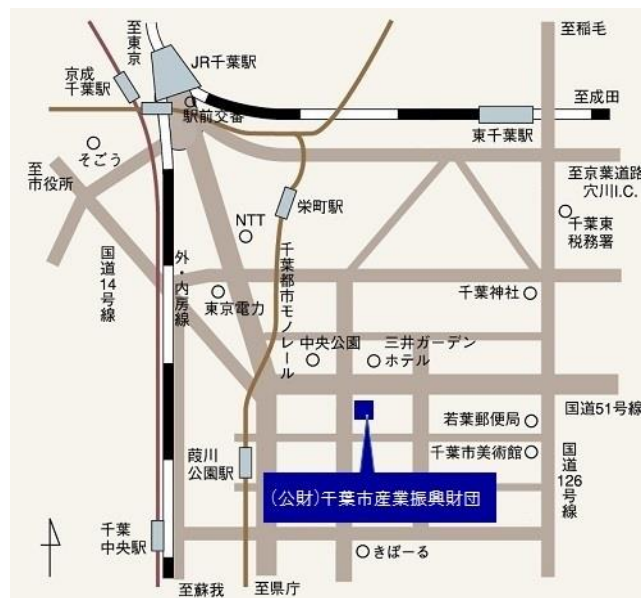 至東京
JR千葉駅
至稲毛
京成
千葉駅
駅前交番
至成田
東千葉駅
そごう
至
市役所
至京葉道路
穴川I.C.
栄町駅
千葉東
税務署
NTT
国道14号線
外・内房線
千葉都市モノレール
東京電力
千葉神社
中央公園
三井ガーデン
ホテル
国道51号線
若葉郵便局
葭川
公園駅
千葉市美術館
国道126号線
(公財)千葉市産業振興財団
千葉
中央駅
きぼーる
至蘇我
至県庁